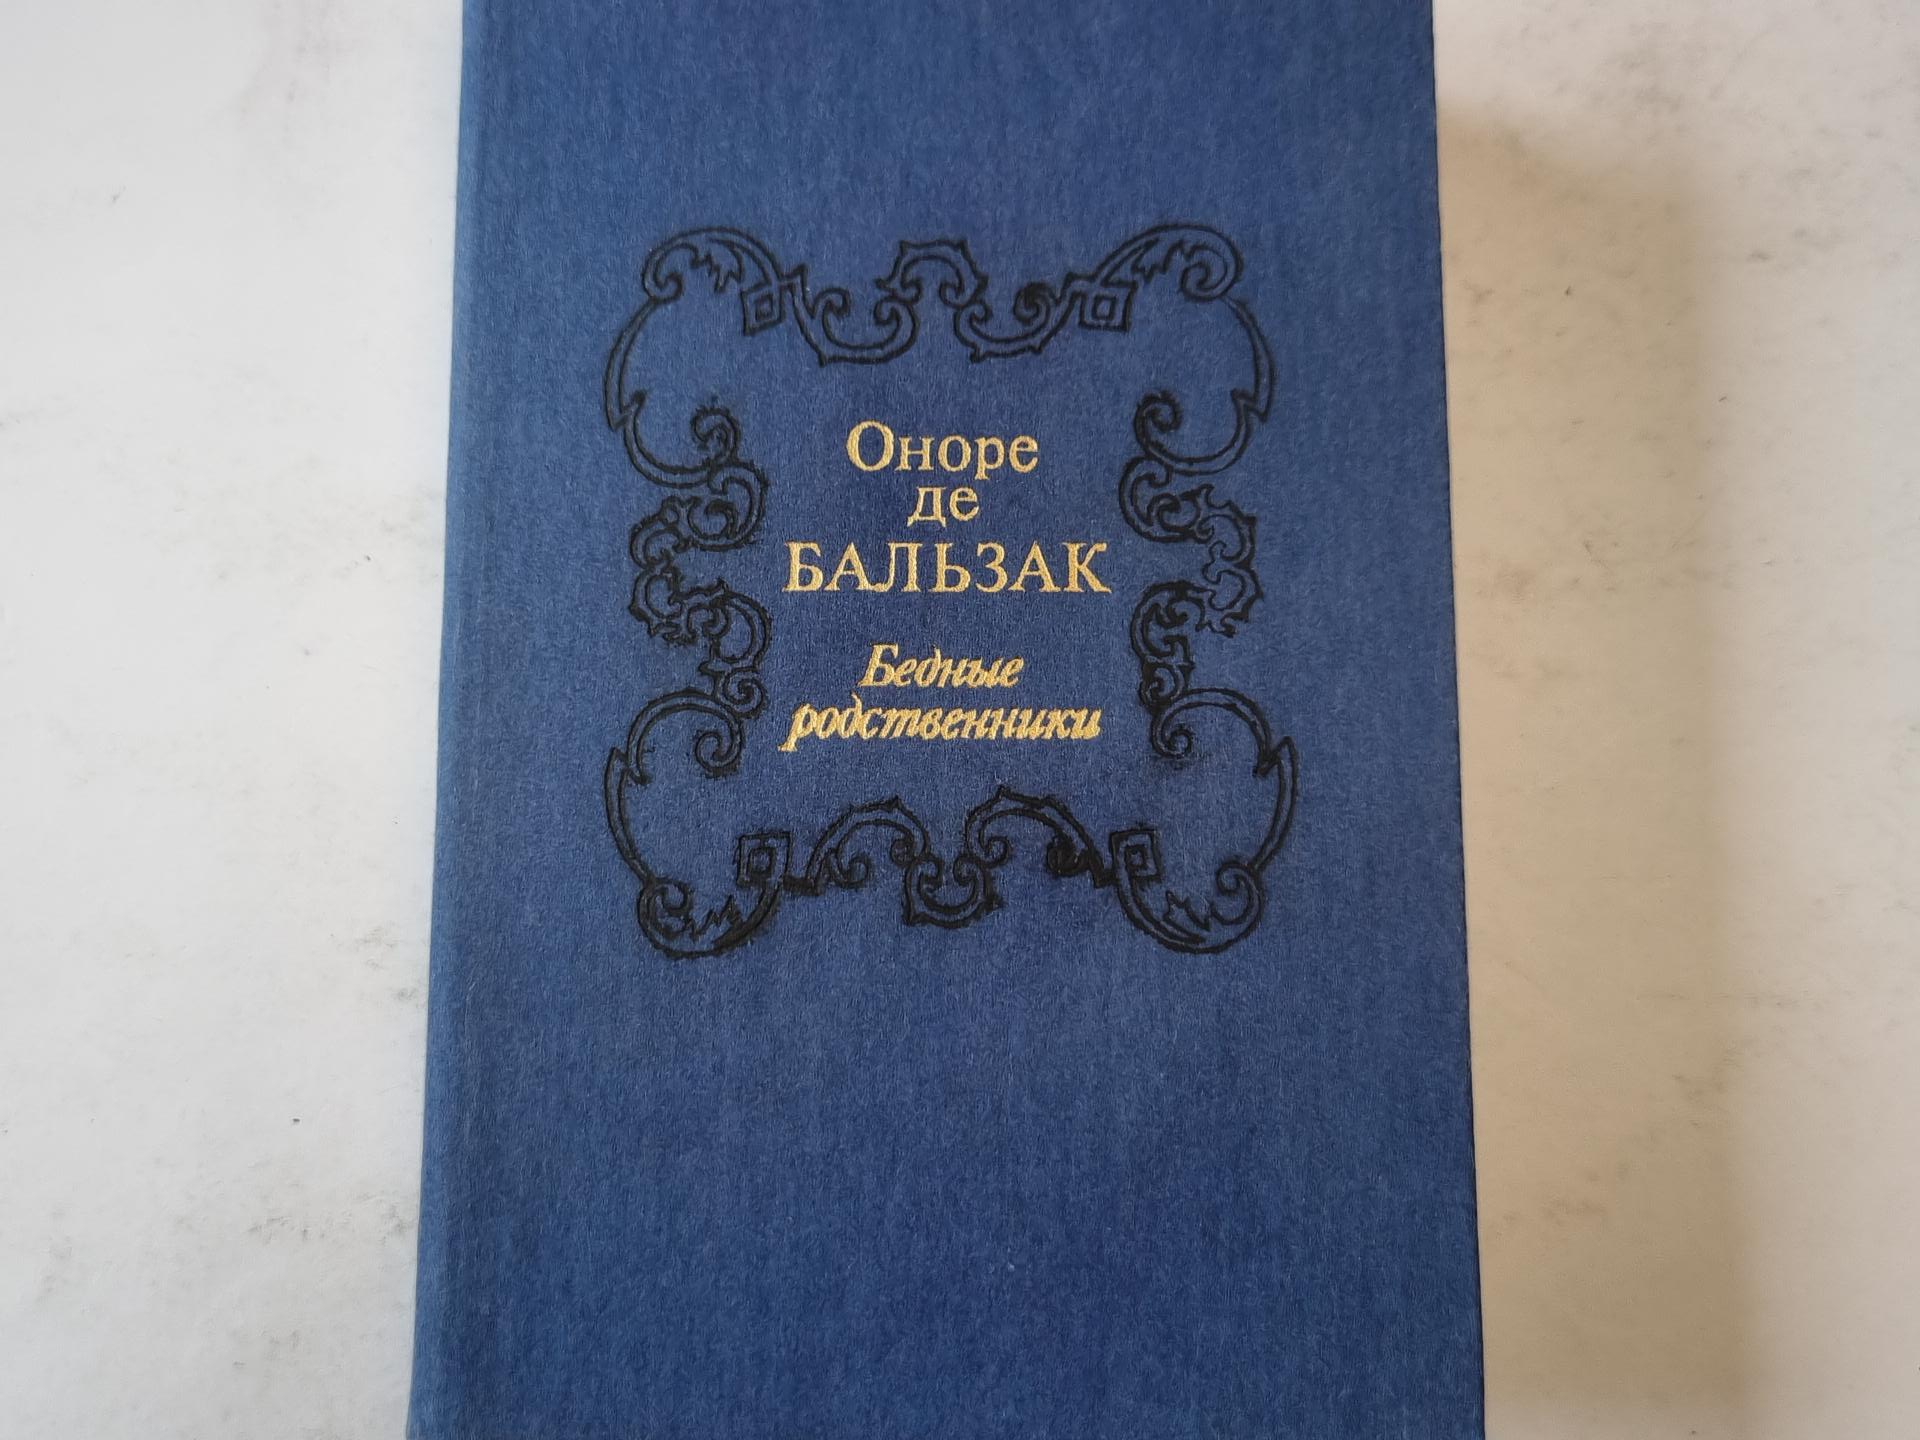 Оноре
де
БАЛЬЗАК
Бедные
родственники